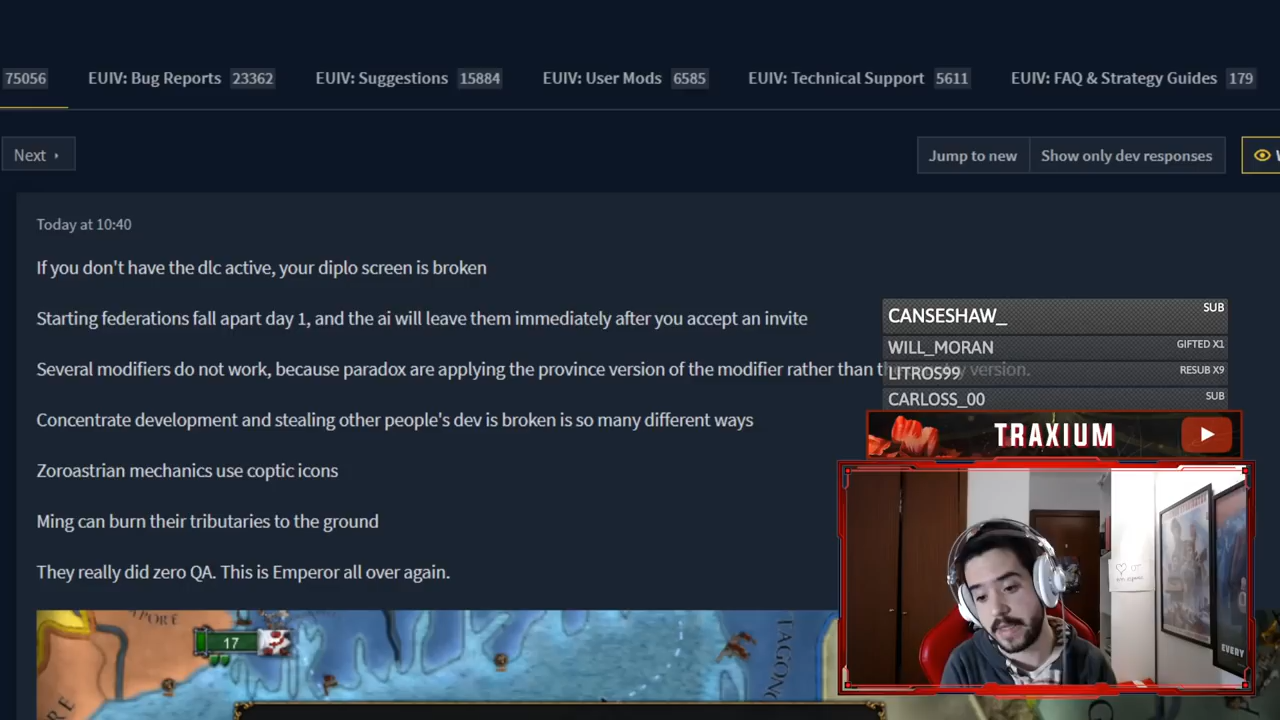 75056 EUIV: Bug Reports 23362 EUIV: Suggestions 15884 EUIV: User Mods 6585 EUIV: Technical Support 5611 EUIV: FAQ & Strategy Guides 179
Next Jump to new Show only dev responses
Today at 10:40
If you don't have the dlc active, your diplo screen is broken
Starting federations fall apart day 1, and the ai will leave them immediately after you accept an invite
Several modifiers do not work, because paradox are applying the province version of the modifier rather than version.
Concentrate development and stealing other people's dev is broken is so many different ways
Zoroastrian mechanics use coptic icons
Ming can burn their tributaries to the ground
They really did zero QA. This is Emperor all over again.
CANSESHAW_ SUB
WILL_MORAN GIFTED X1
LITROS99 RESUB X9
CARLOSS_00 SUB
TRAXIUM
17
EVERY